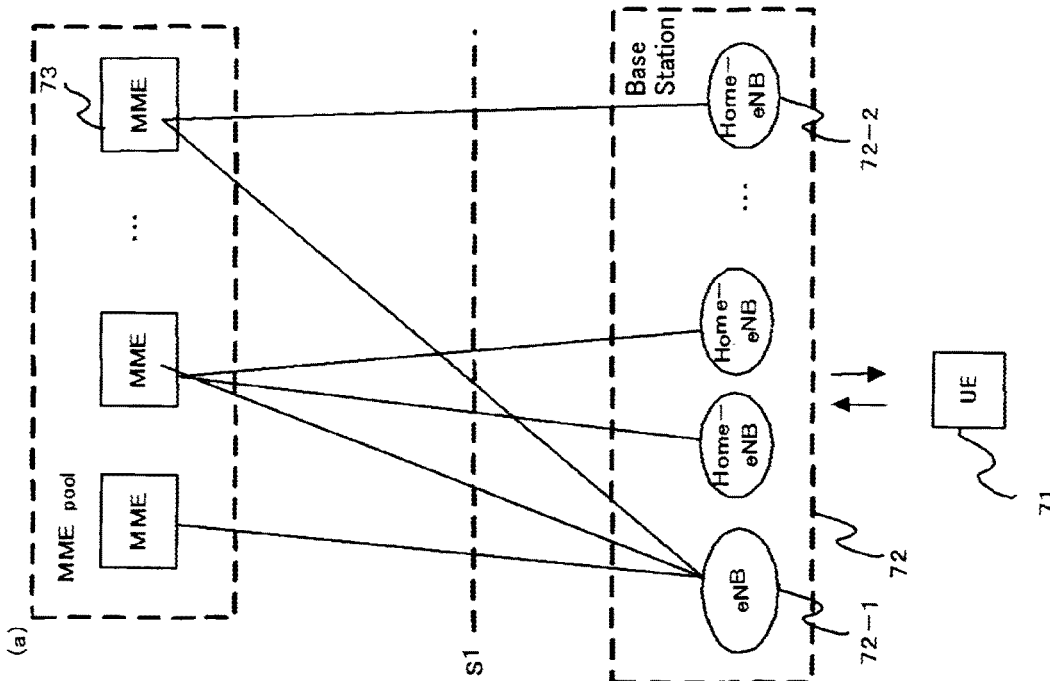 (a)
MME pool
MME
MME
...
MME
73
S1
Base
Station
eNB
Home-
eNB
Home-
eNB
...
Home-
eNB
72-1
72
72-2
UE
71